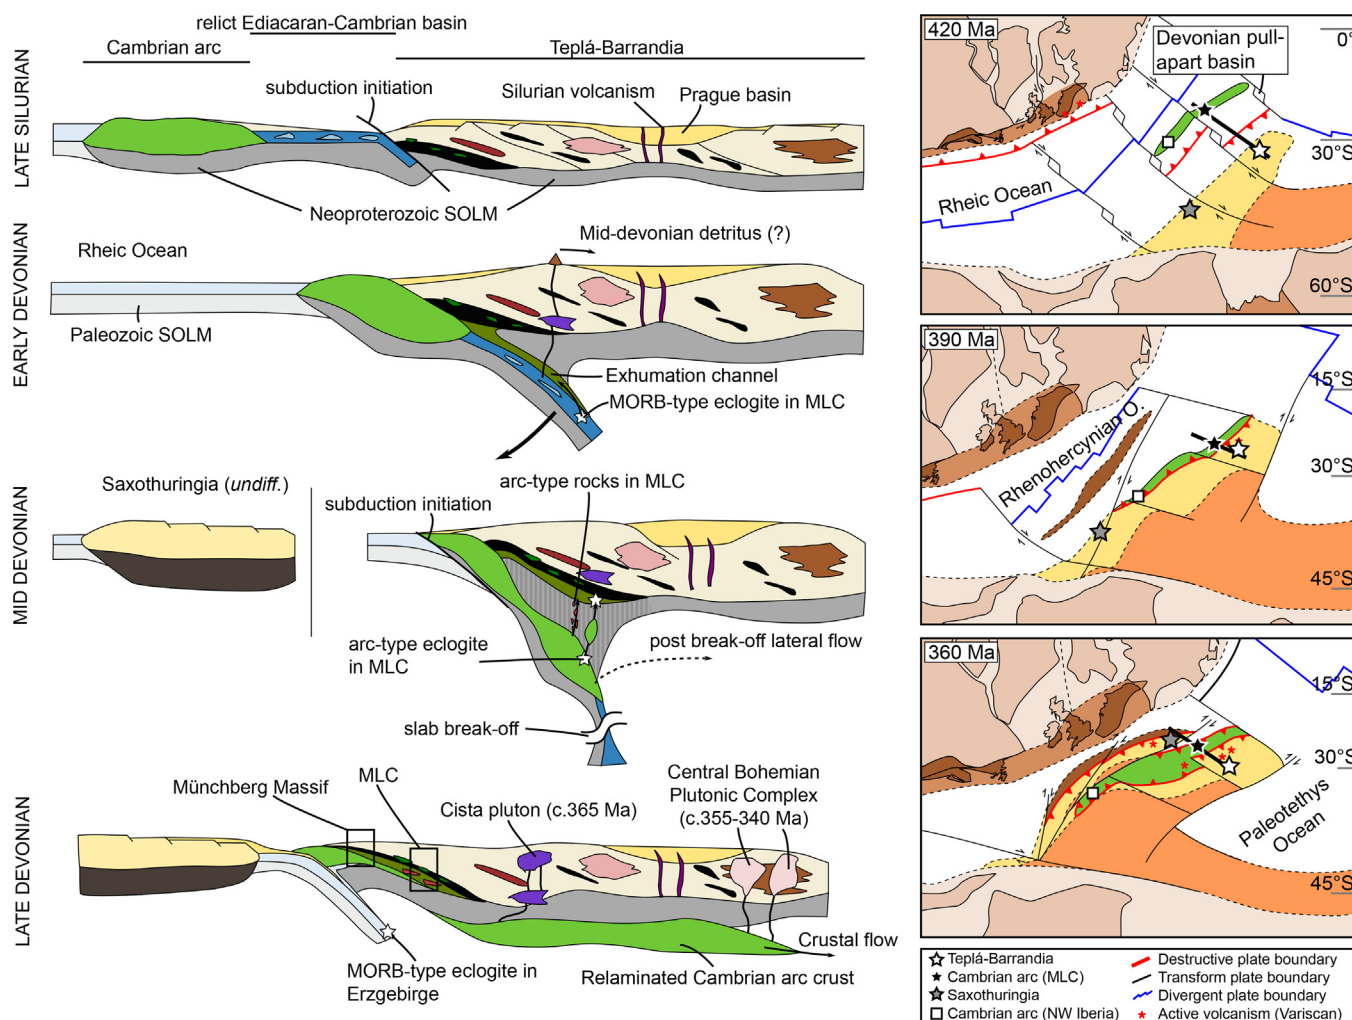 relict Ediacaran-Cambrian basin
Cambrian arc
Teplá-Barrandia
LATE SILURIAN
subduction initiation
Silurian volcanism
Prague basin
Neoproterozoic SOLM
EARLY DEVONIAN
Rheic Ocean
Mid-devonian detritus (?)
Paleozoic SOLM
Exhumation channel
MORB-type eclogite in MLC
MID DEVONIAN
Saxothuringia (undiff.)
subduction initiation
arc-type rocks in MLC
arc-type eclogite
in MLC
post break-off lateral flow
slab break-off
LATE DEVONIAN
Münchberg Massif
MLC
Cista pluton (c.365 Ma)
Central Bohemian
Plutonic Complex
(c.355-340 Ma)
MORB-type eclogite in
Erzgebirge
Crustal flow
Relaminated Cambrian arc crust
420 Ma
Devonian pull-
apart basin
0°
30°S
Rheic Ocean
60°S
390 Ma
15°S
Rhenohercynian O.
30°S
45°S
360 Ma
15°S
30°S
Paleotethys
Ocean
45°S
Teplá-Barrandia
Cambrian arc (MLC)
Saxothuringia
Cambrian arc (NW Iberia)
Destructive plate boundary
Transform plate boundary
Divergent plate boundary
Active volcanism (Variscan)